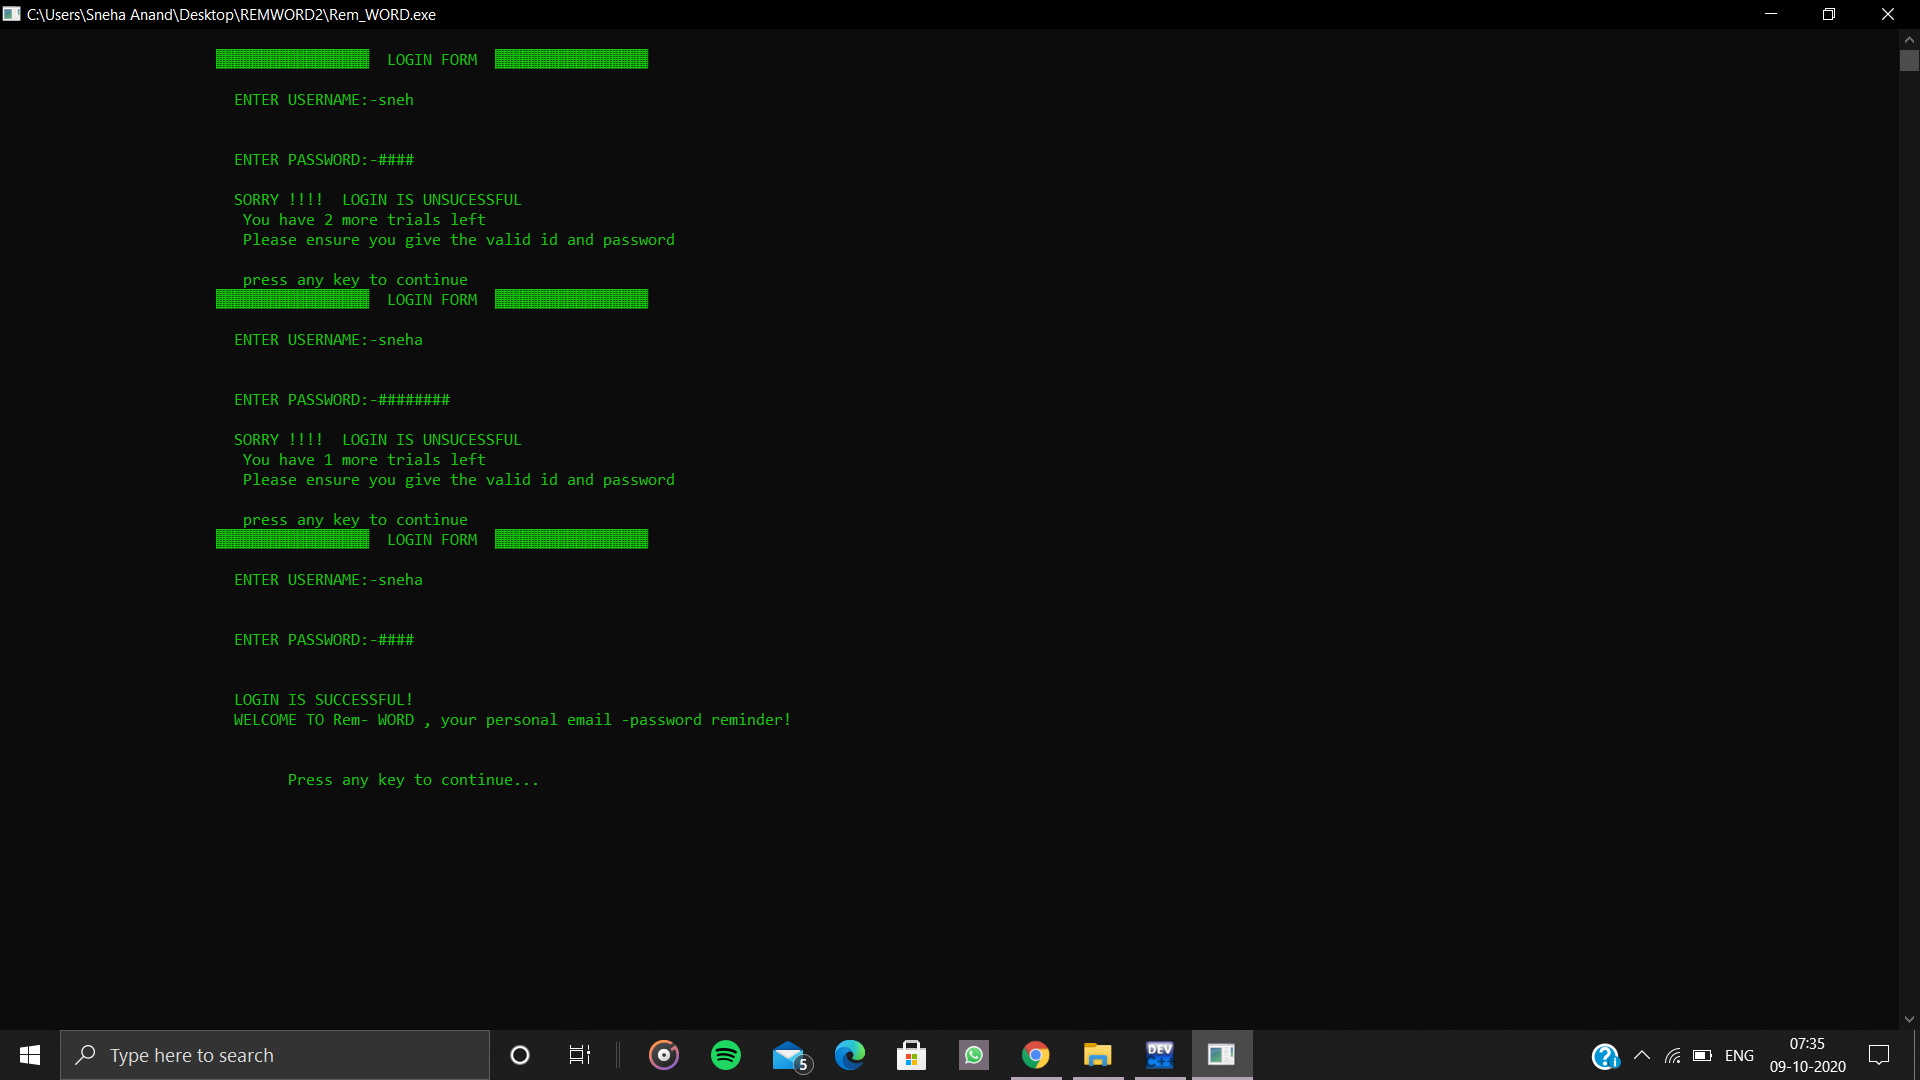 C:\Users\Sneha Anand\Desktop\REMWORD2\Rem_WORD.exe
LOGIN FORM
ENTER USERNAME:-sneh
ENTER PASSWORD:-####
SORRY !!!!  LOGIN IS UNSUCESSFUL
You have 2 more trials left
Please ensure you give the valid id and password
press any key to continue
LOGIN FORM
ENTER USERNAME:-sneha
ENTER PASSWORD:-########
SORRY !!!!  LOGIN IS UNSUCESSFUL
You have 1 more trials left
Please ensure you give the valid id and password
press any key to continue
LOGIN FORM
ENTER USERNAME:-sneha
ENTER PASSWORD:-####
LOGIN IS SUCCESSFUL!
WELCOME TO Rem- WORD , your personal email -password reminder!
Press any key to continue...
Type here to search
5
DEV
C++
ENG
07:35
09-10-2020